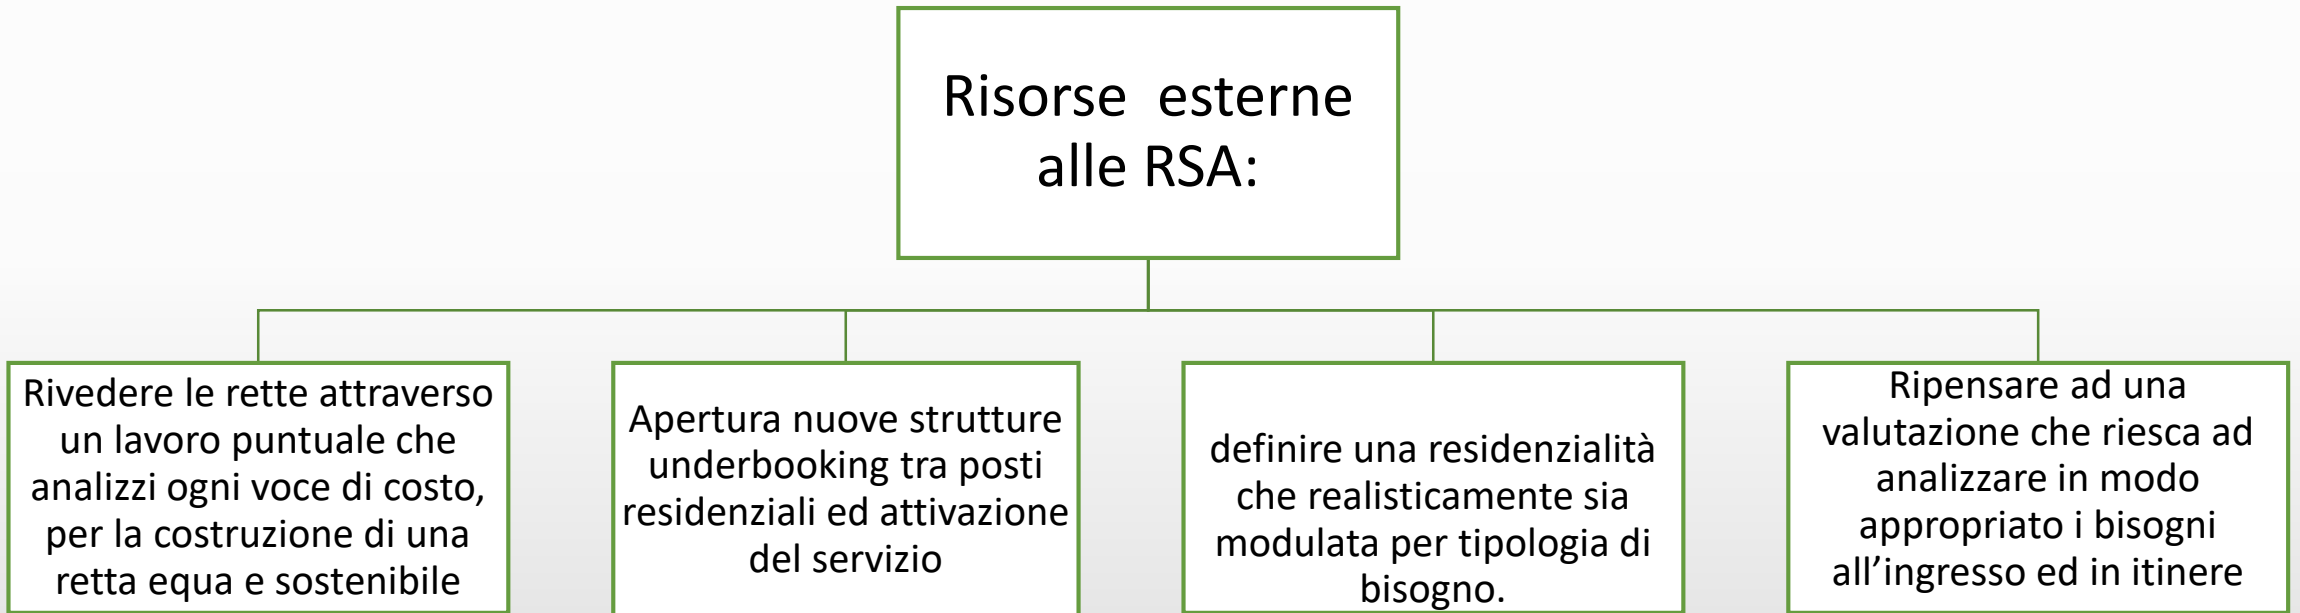 Risorse esterne
alle RSA:
Rivedere le rette attraverso
un lavoro puntuale che
analizzi ogni voce di costo,
per la costruzione di una
retta equa e sostenibile
Apertura nuove strutture
underbooking tra posti
residenziali ed attivazione
del servizio
definire una residenzialità
che realisticamente sia
modulata per tipologia di
bisogno.
Ripensare ad una
valutazione che riesca ad
analizzare in modo
appropriato i bisogni
all’ingresso ed in itinere